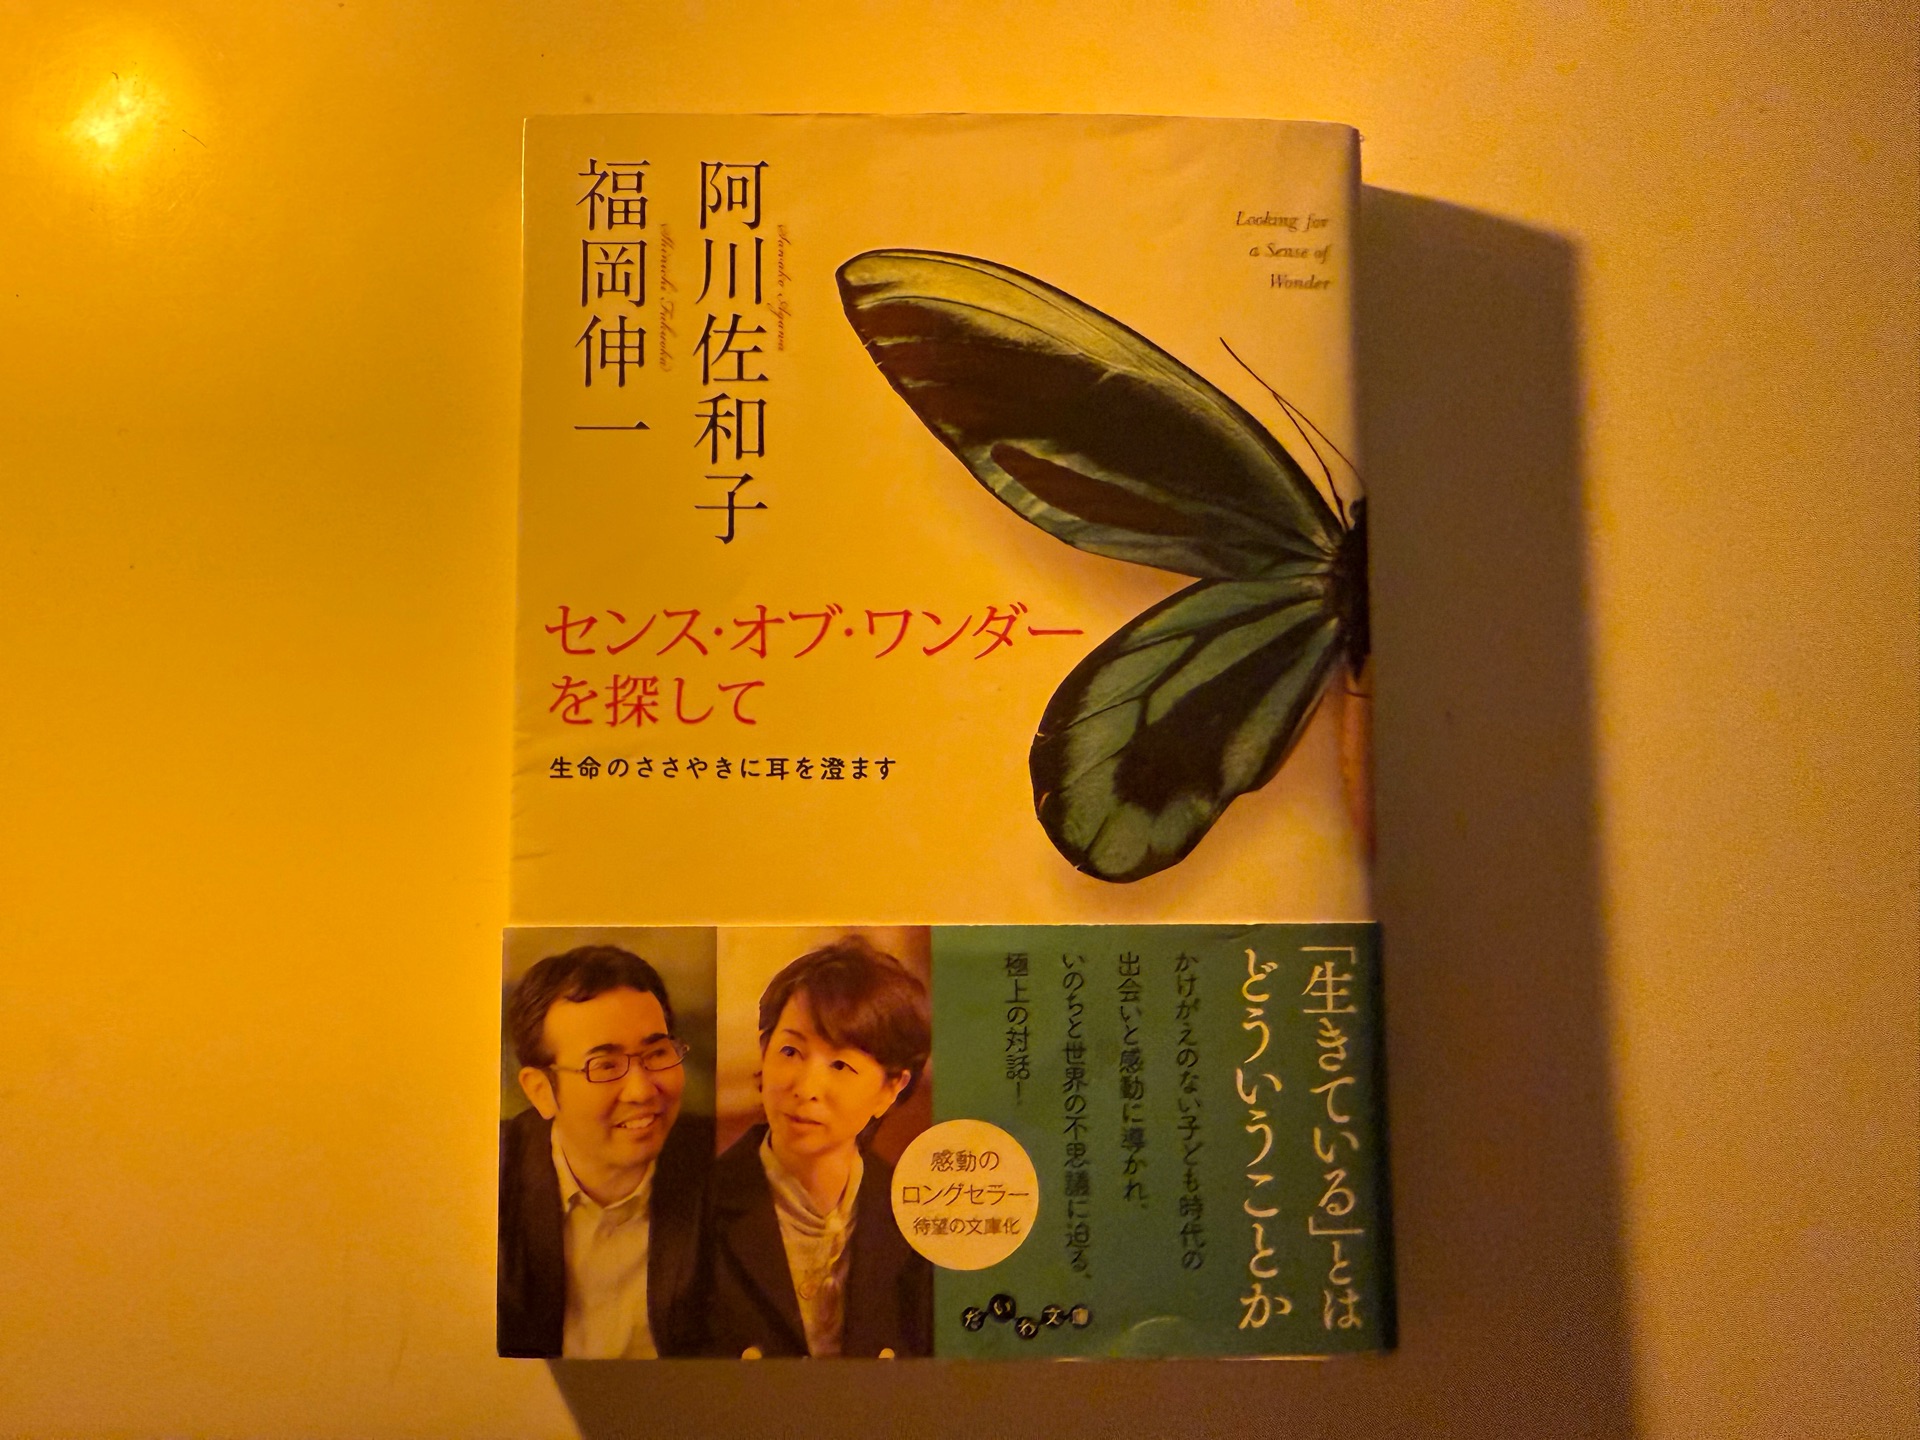 阿川佐和子
Sawako Agawa
福岡伸一
Shinichi Fukuoka
Looking for
a Sense of
Wonder
センス・オブ・ワンダー
を探して
生命のささやきに耳を澄ます
「生きている」とは
どういうことか
かけがえのない子ども時代の
出会いと感動に導かれ、
いのちと世界の不思議に迫る、
極上の対話!
感動の
ロングセラー
待望の文庫化
だいわ文庫